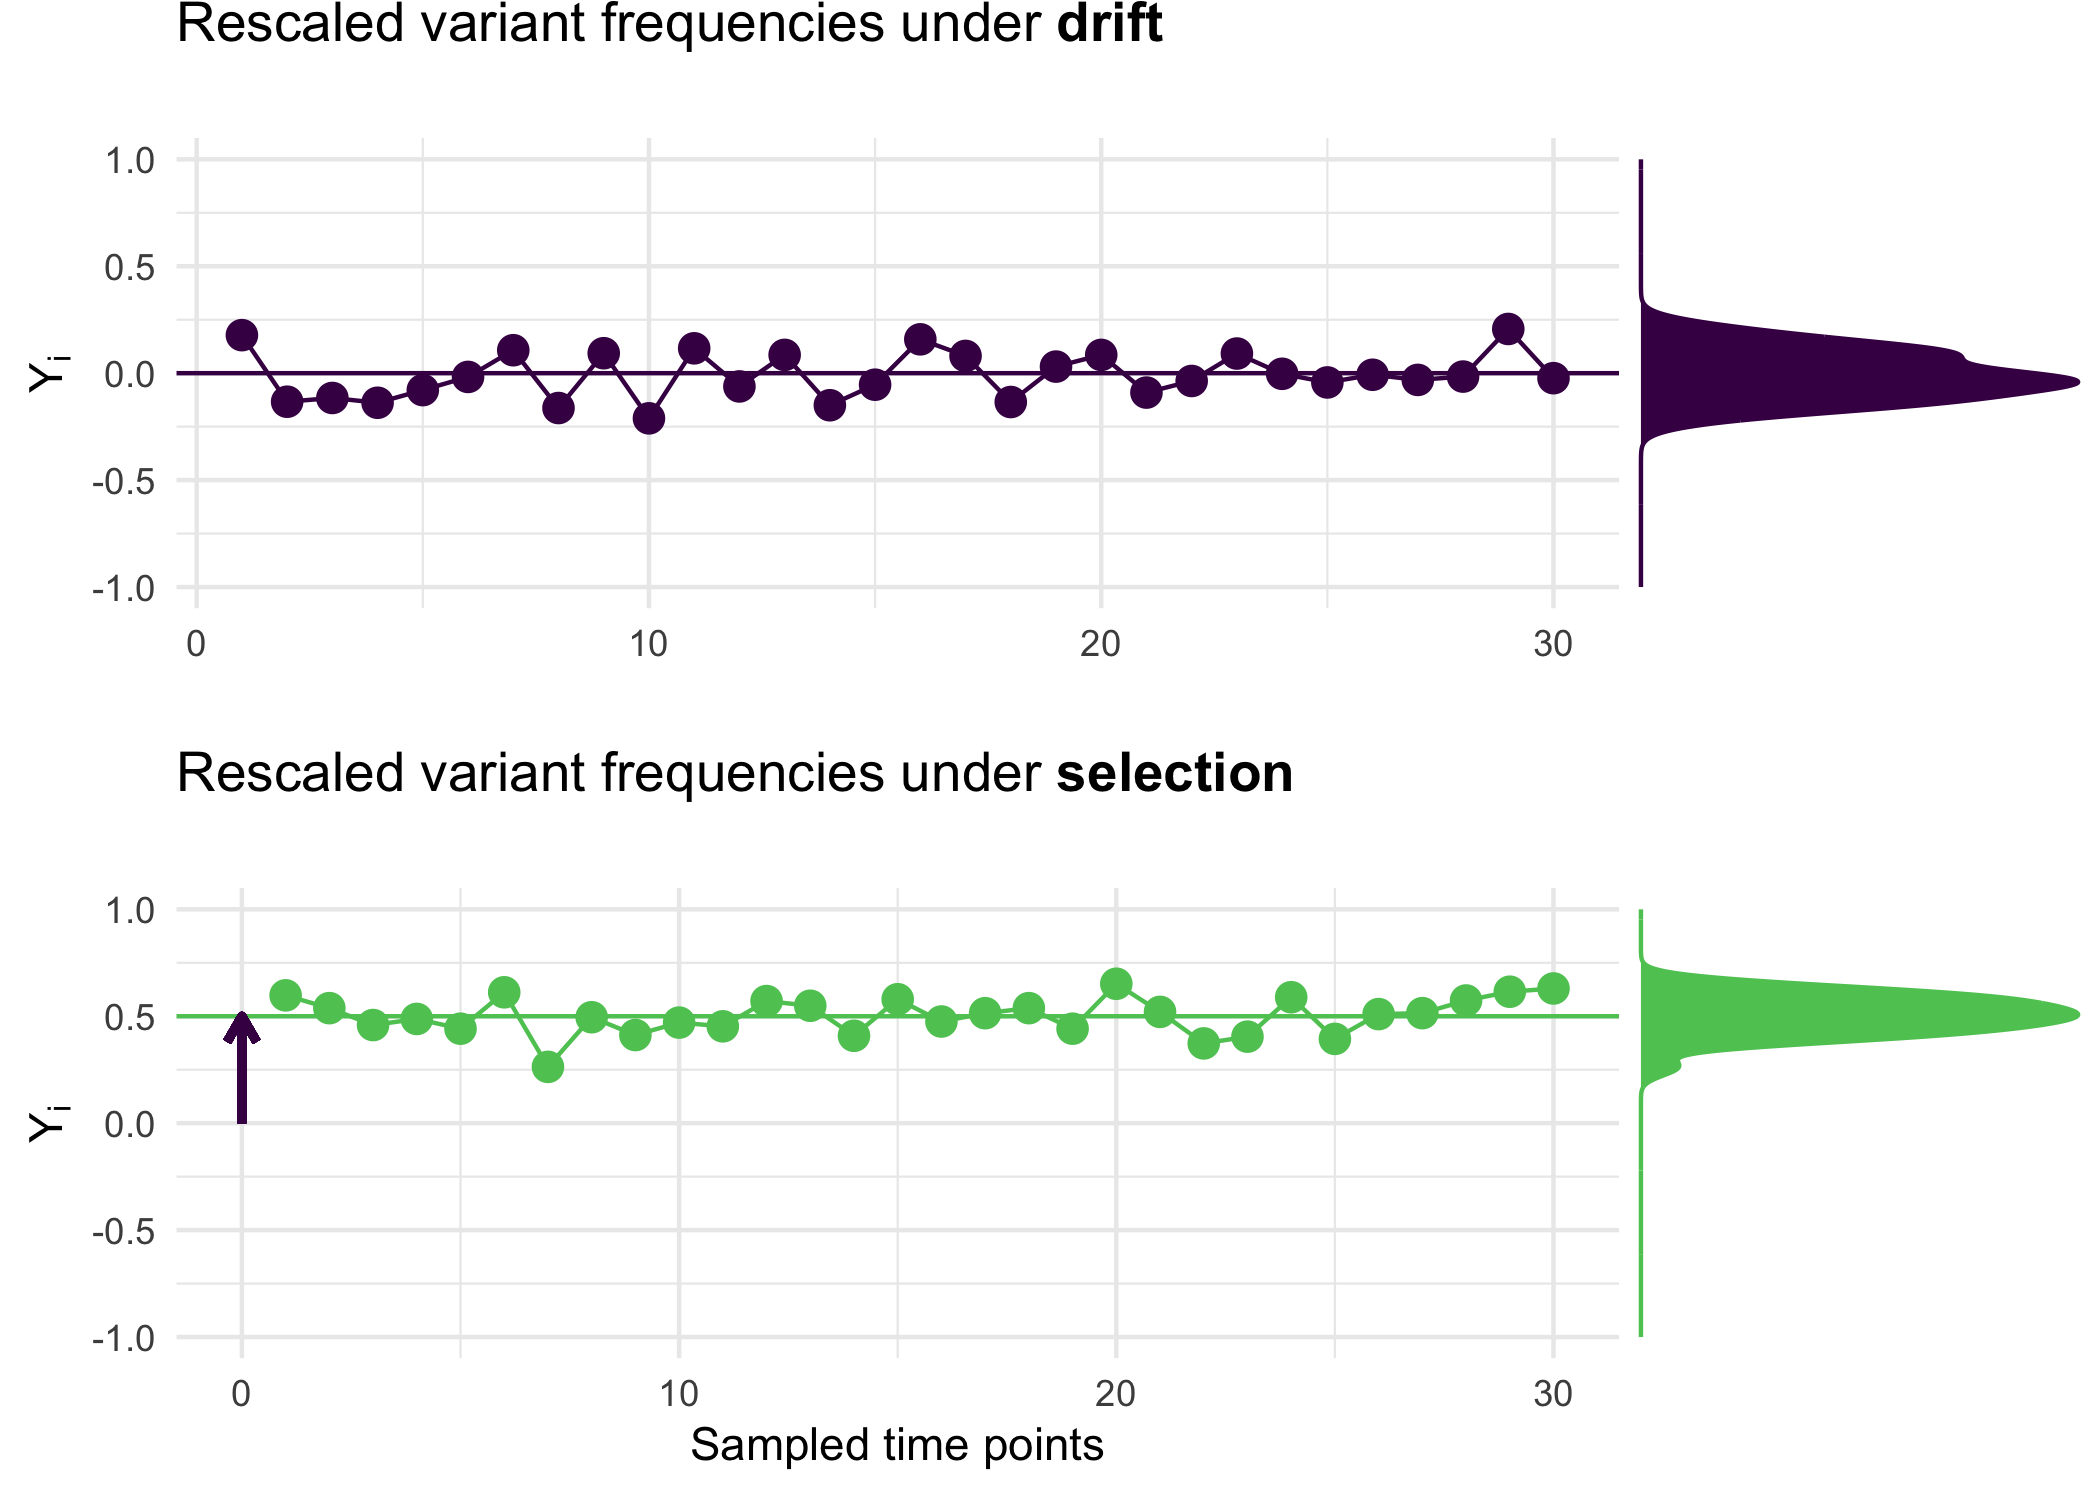 Rescaled variant frequencies under drift
1.0
0.5
0.0
-0.5
-1.0
Yi
0 10 20 30
Rescaled variant frequencies under selection
1.0
0.5
0.0
-0.5
-1.0
Yi
0 10 20 30
Sampled time points